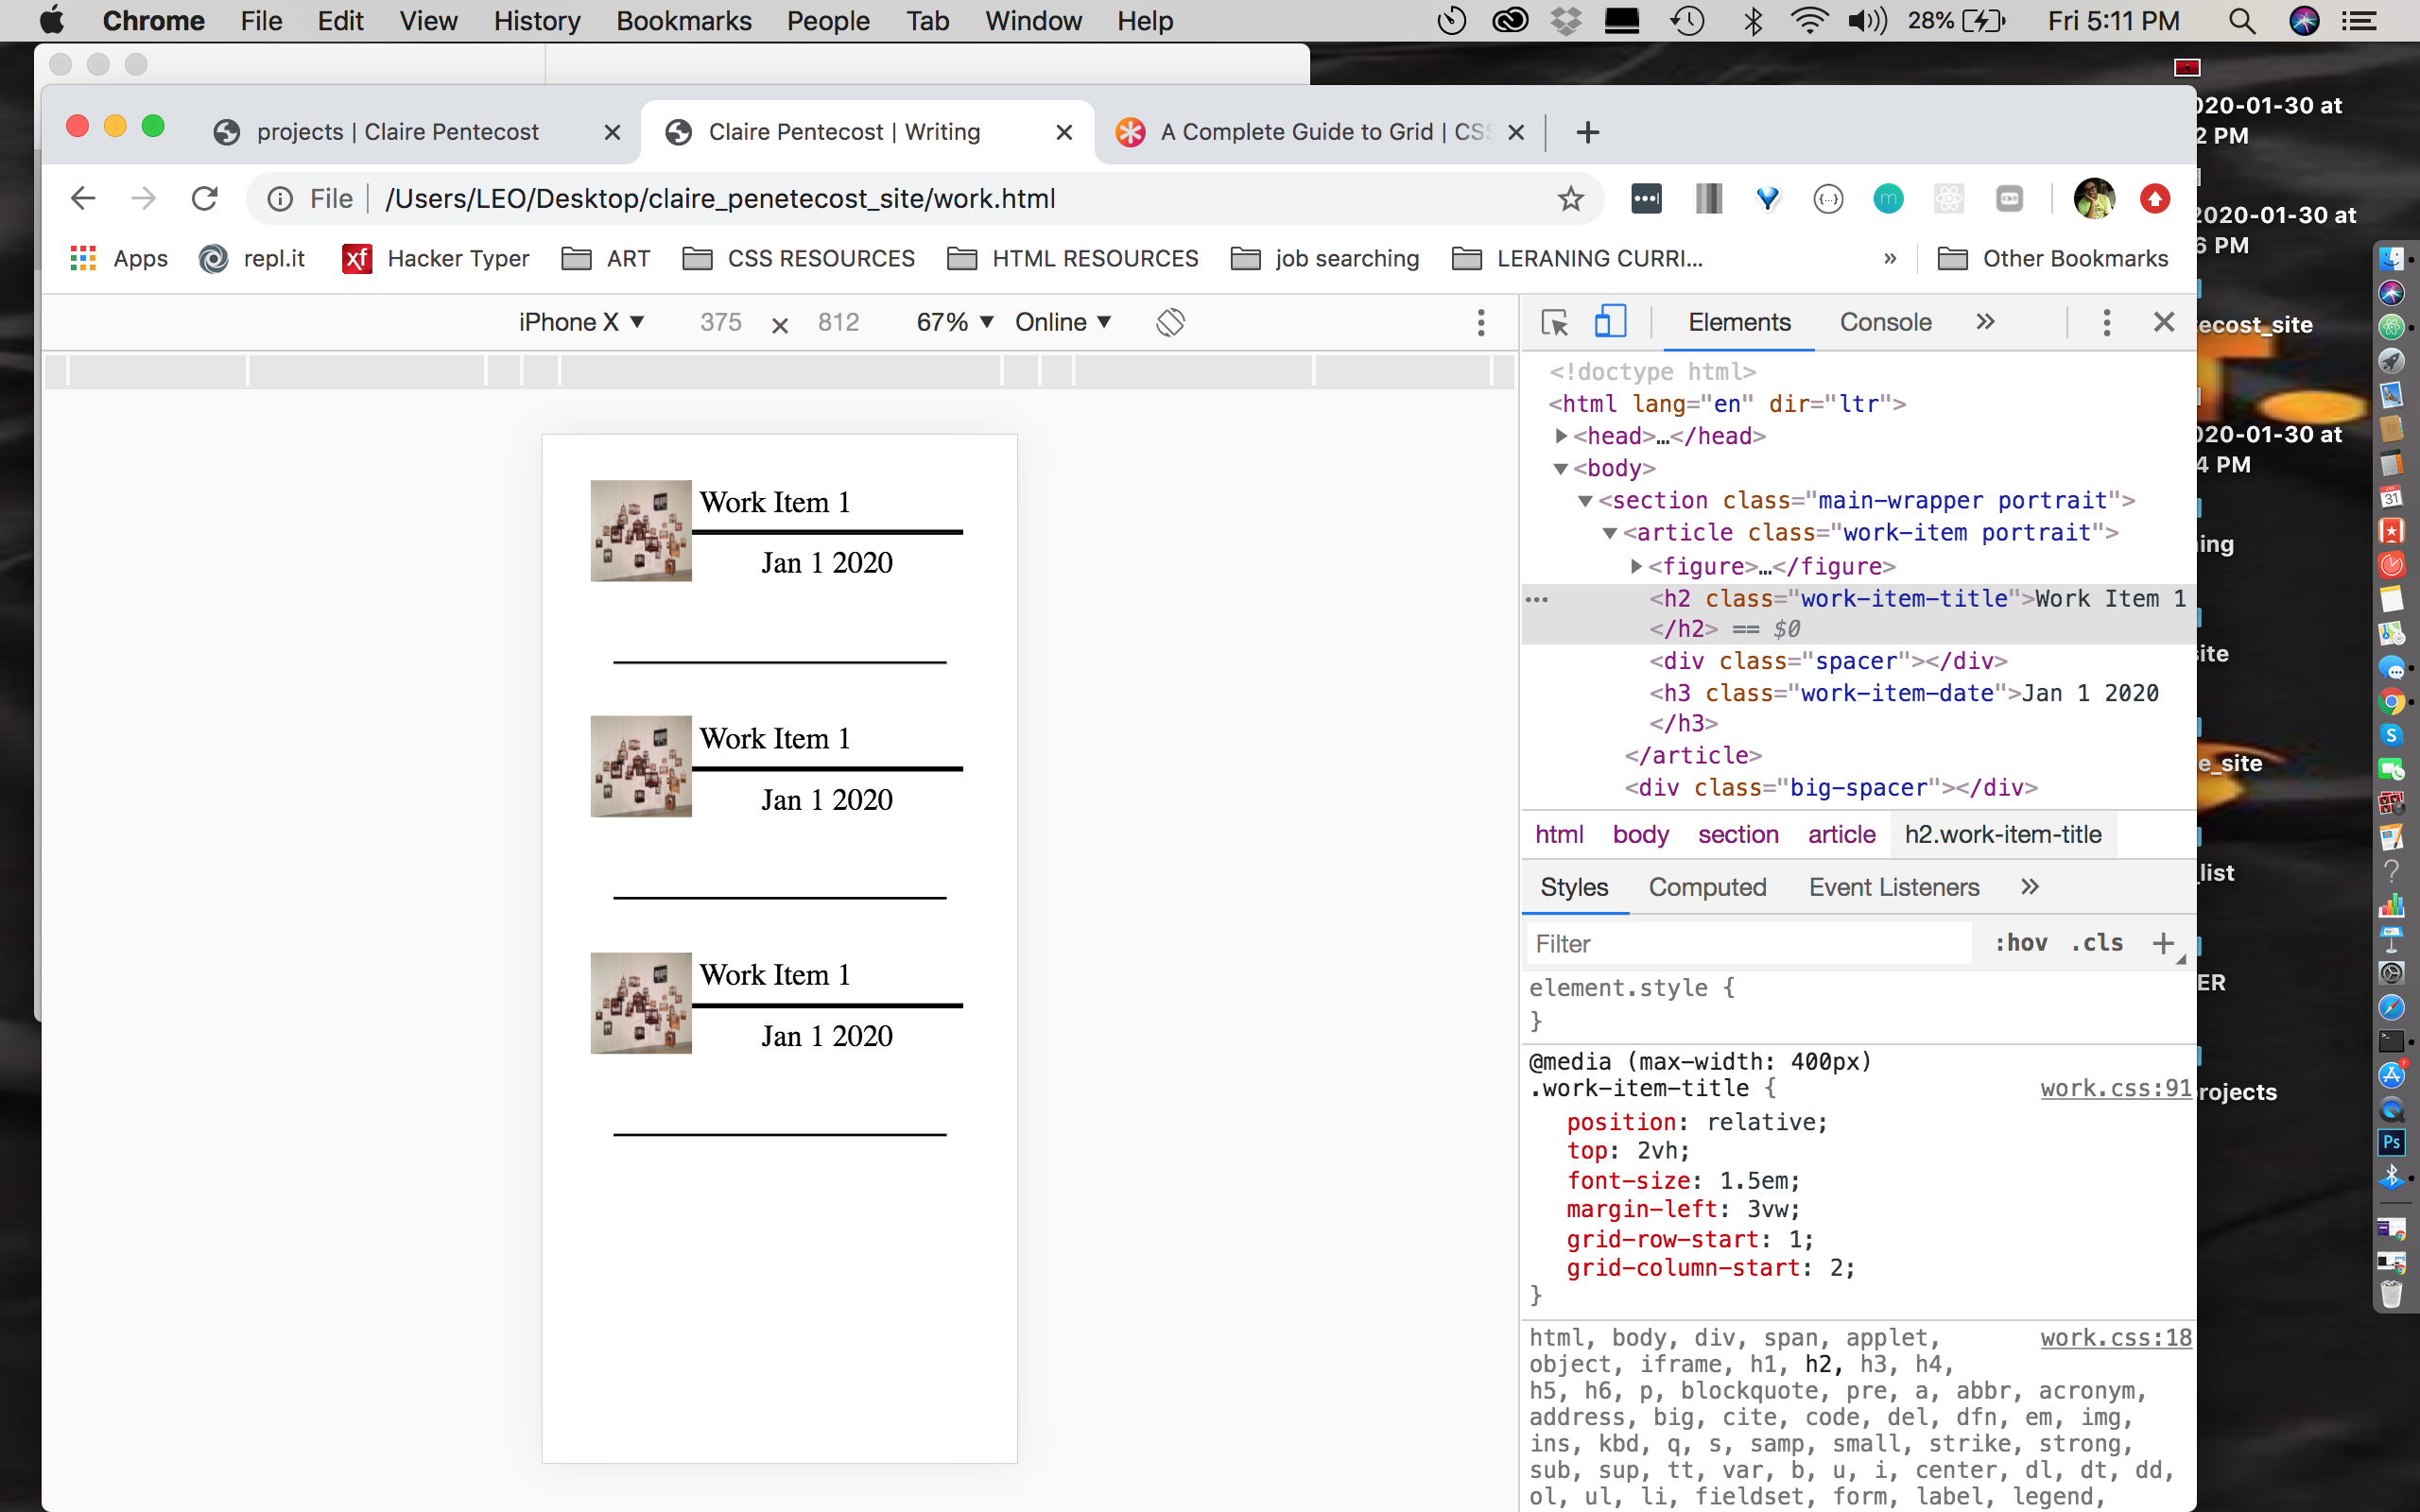 Chrome File Edit View History Bookmarks People Tab Window Help 28% Fri 5:11 PM
projects | Claire Pentecost
Claire Pentecost | Writing
A Complete Guide to Grid | CSS
File /Users/LEO/Desktop/claire_penetecost_site/work.html
Apps repl.it xf Hacker Typer ART CSS RESOURCES HTML RESOURCES job searching LERANING CURRI... » Other Bookmarks
iPhone X ▼ 375 × 812 67% ▼ Online ▼
Work Item 1
Jan 1 2020
Work Item 1
Jan 1 2020
Work Item 1
Jan 1 2020
Elements Console »
<!doctype html>
<html lang="en" dir="ltr">
<head>…</head>
<body>
<section class="main-wrapper portrait">
<article class="work-item portrait">
<figure>…</figure>
<h2 class="work-item-title">Work Item 1
</h2> == $0
<div class="spacer"></div>
<h3 class="work-item-date">Jan 1 2020
</h3>
</article>
<div class="big-spacer"></div>
html body section article h2.work-item-title
Styles Computed Event Listeners »
Filter :hov .cls +
element.style {
}
@media (max-width: 400px)
.work-item-title { work.css:91
position: relative;
top: 2vh;
font-size: 1.5em;
margin-left: 3vw;
grid-row-start: 1;
grid-column-start: 2;
}
html, body, div, span, applet, work.css:18
object, iframe, h1, h2, h3, h4,
h5, h6, p, blockquote, pre, a, abbr, acronym,
address, big, cite, code, del, dfn, em, img,
ins, kbd, q, s, samp, small, strike, strong,
sub, sup, tt, var, b, u, i, center, dl, dt, dd,
ol, ul, li, fieldset, form, label, legend,
020-01-30 at
2 PM
2020-01-30 at
6 PM
ecost_site
020-01-30 at
4 PM
ing
ite
e_site
list
ER
rojects
31
S
Ps